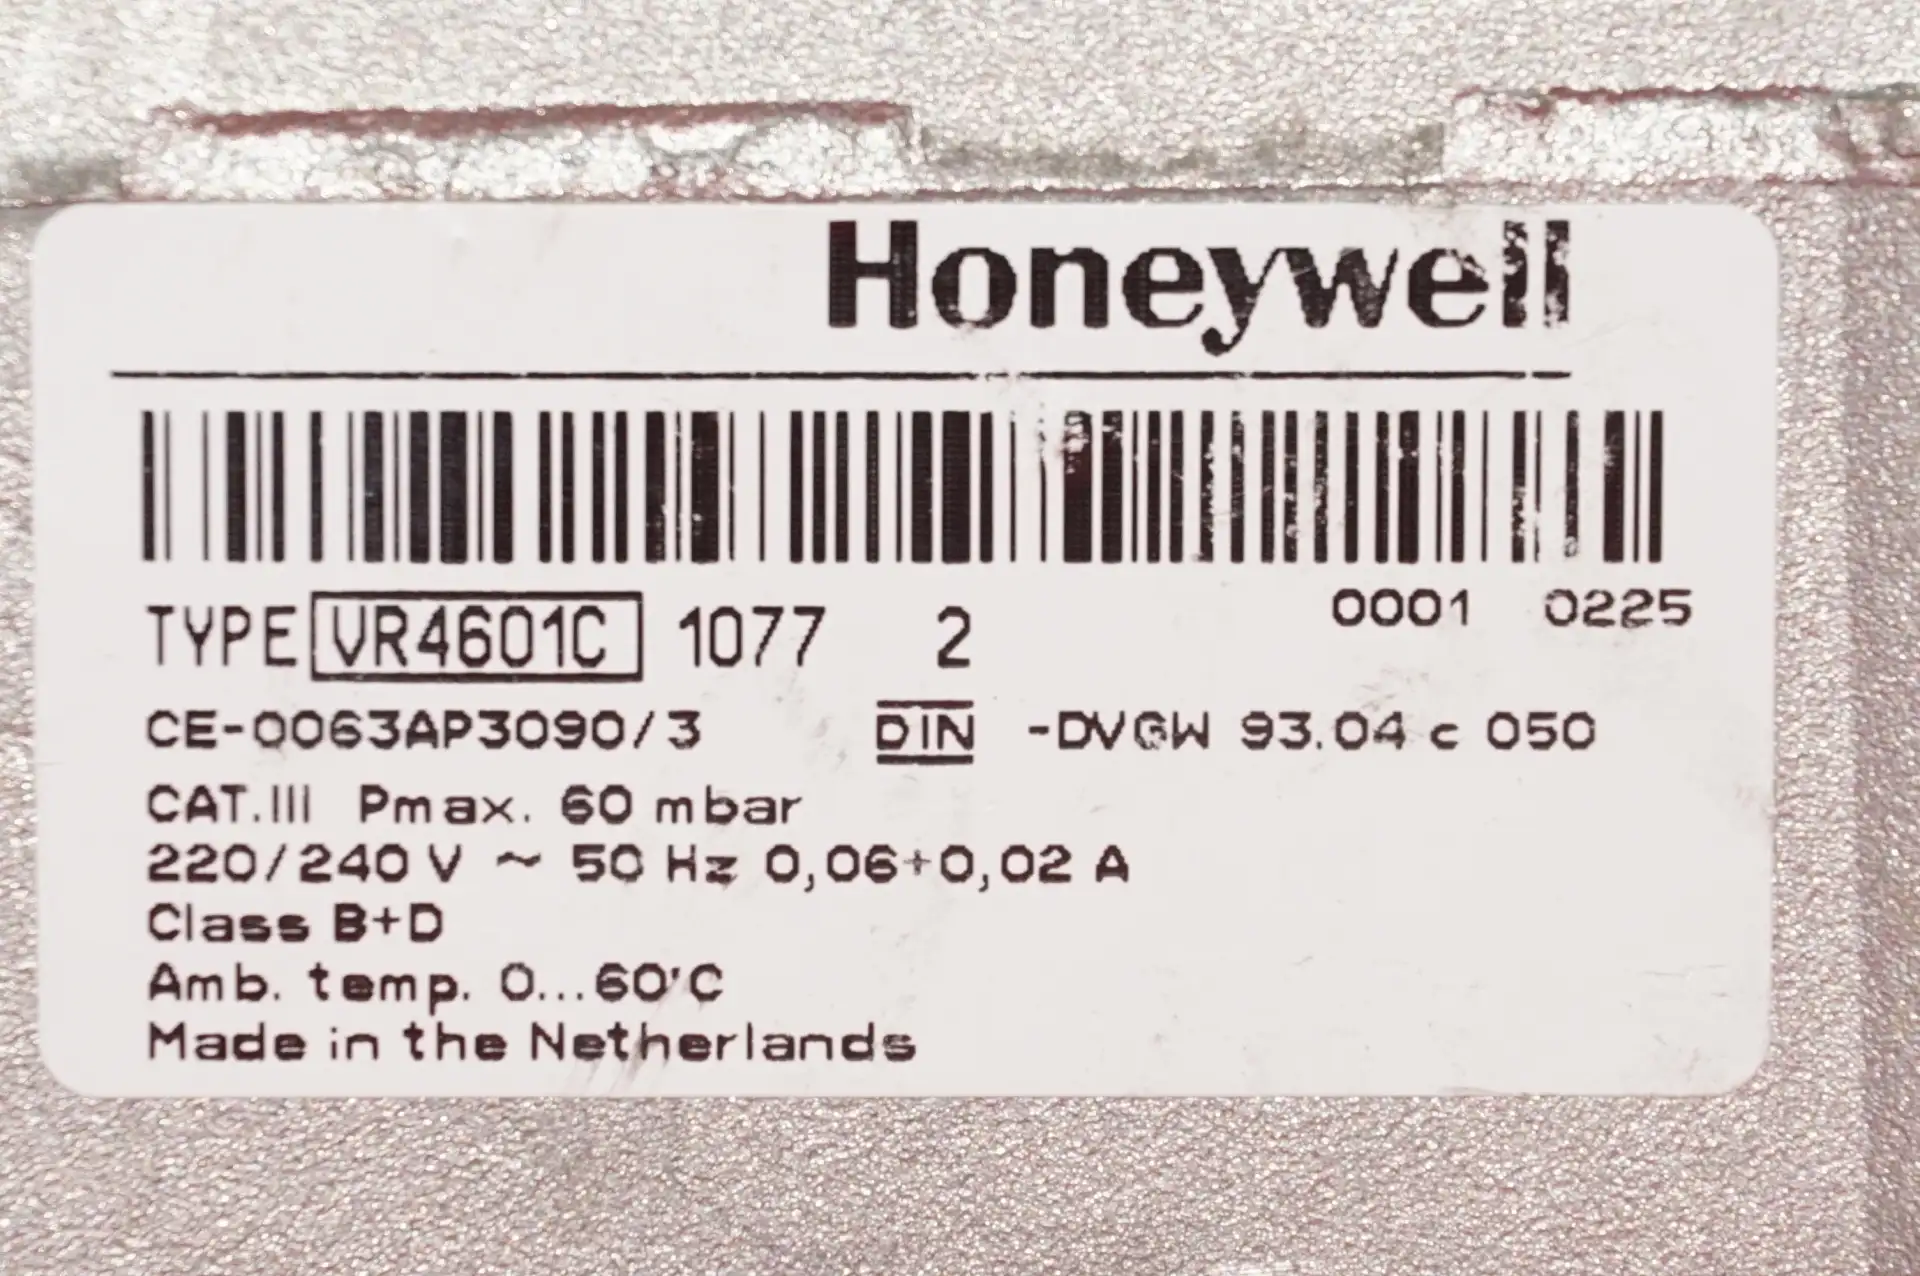 Honeywell
0001 0225
TYPE VR4601C 1077 2
CE-0063AP3090/3 DIN -DVGW 93.04 c 050
CAT.III Pmax. 60 mbar
220/240 V ~ 50 Hz 0,06+0,02 A
Class B+D
Amb. temp. 0...60°C
Made in the Netherlands